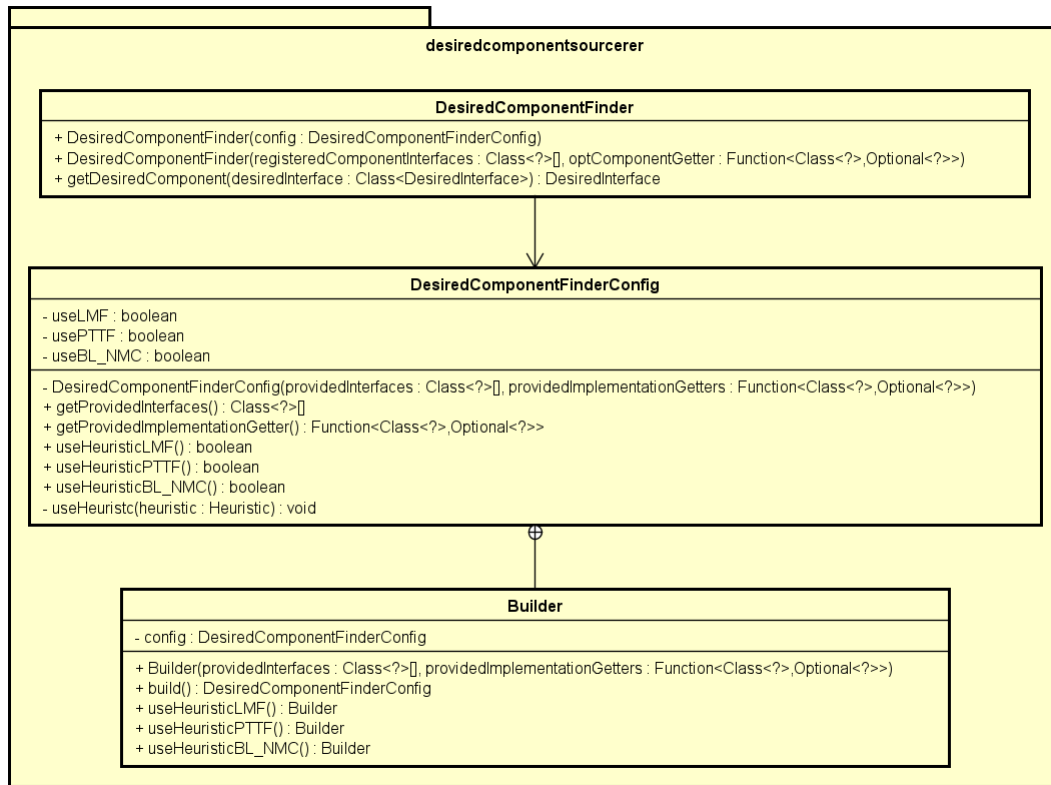 desiredcomponentsourcerer
DesiredComponentFinder
+ DesiredComponentFinder(config : DesiredComponentFinderConfig)
+ DesiredComponentFinder(registeredComponentInterfaces : Class<?>[], optComponentGetter : Function<Class<?>,Optional<?>>)
+ getDesiredComponent(desiredInterface : Class<DesiredInterface>) : DesiredInterface
DesiredComponentFinderConfig
- useLMF : boolean
- usePTTF : boolean
- useBL_NMC : boolean
- DesiredComponentFinderConfig(providedInterfaces : Class<?>[], providedImplementationGetters : Function<Class<?>,Optional<?>>)
+ getProvidedInterfaces() : Class<?>[]
+ getProvidedImplementationGetter() : Function<Class<?>,Optional<?>>
+ useHeuristicLMF() : boolean
+ useHeuristicPTTF() : boolean
+ useHeuristicBL_NMC() : boolean
- useHeuristc(heuristic : Heuristic) : void
Builder
- config : DesiredComponentFinderConfig
+ Builder(providedInterfaces : Class<?>[], providedImplementationGetters : Function<Class<?>,Optional<?>>)
+ build() : DesiredComponentFinderConfig
+ useHeuristicLMF() : Builder
+ useHeuristicPTTF() : Builder
+ useHeuristicBL_NMC() : Builder